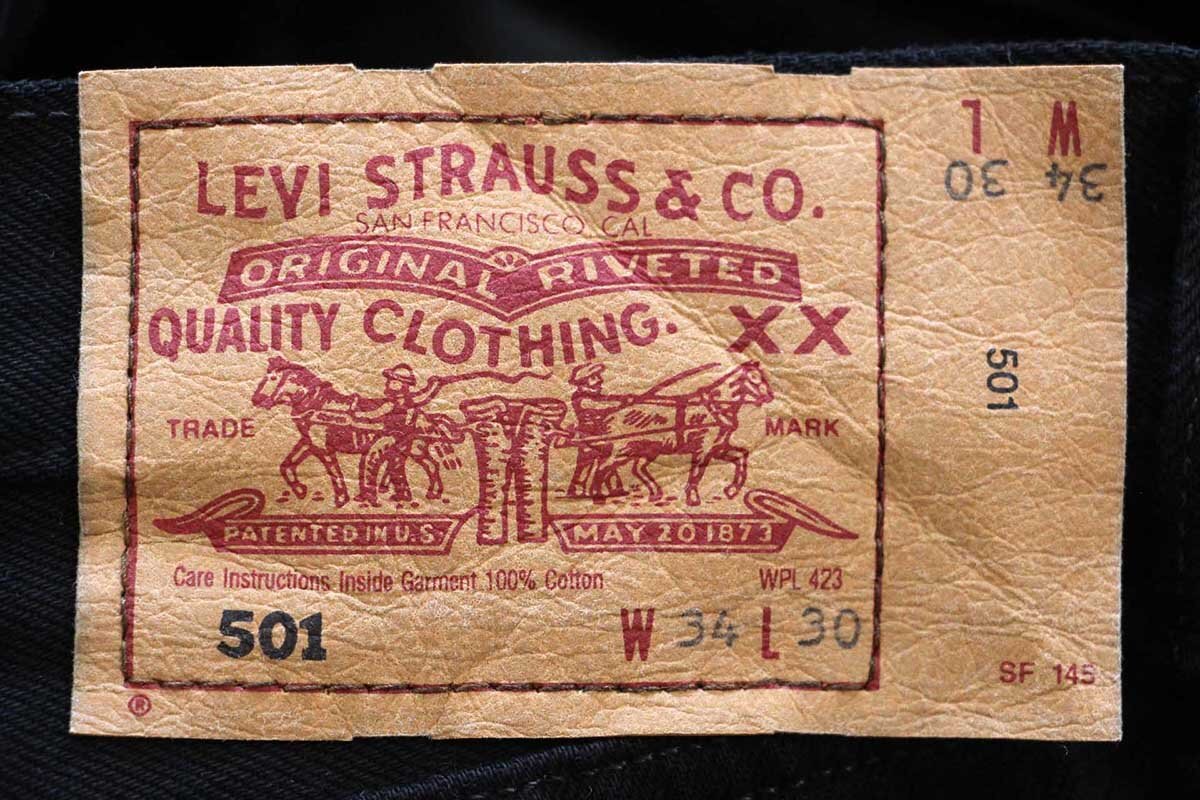 LEVI STRAUSS & CO.
SAN FRANCISCO CAL
ORIGINAL RIVETED
QUALITY CLOTHING. XX
TRADE MARK
PATENTED IN U.S. MAY 20 1873
Care Instructions Inside Garment 100% Cotton WPL 423
501 W 34 L 30
®
W L
34 30
501
SF 145